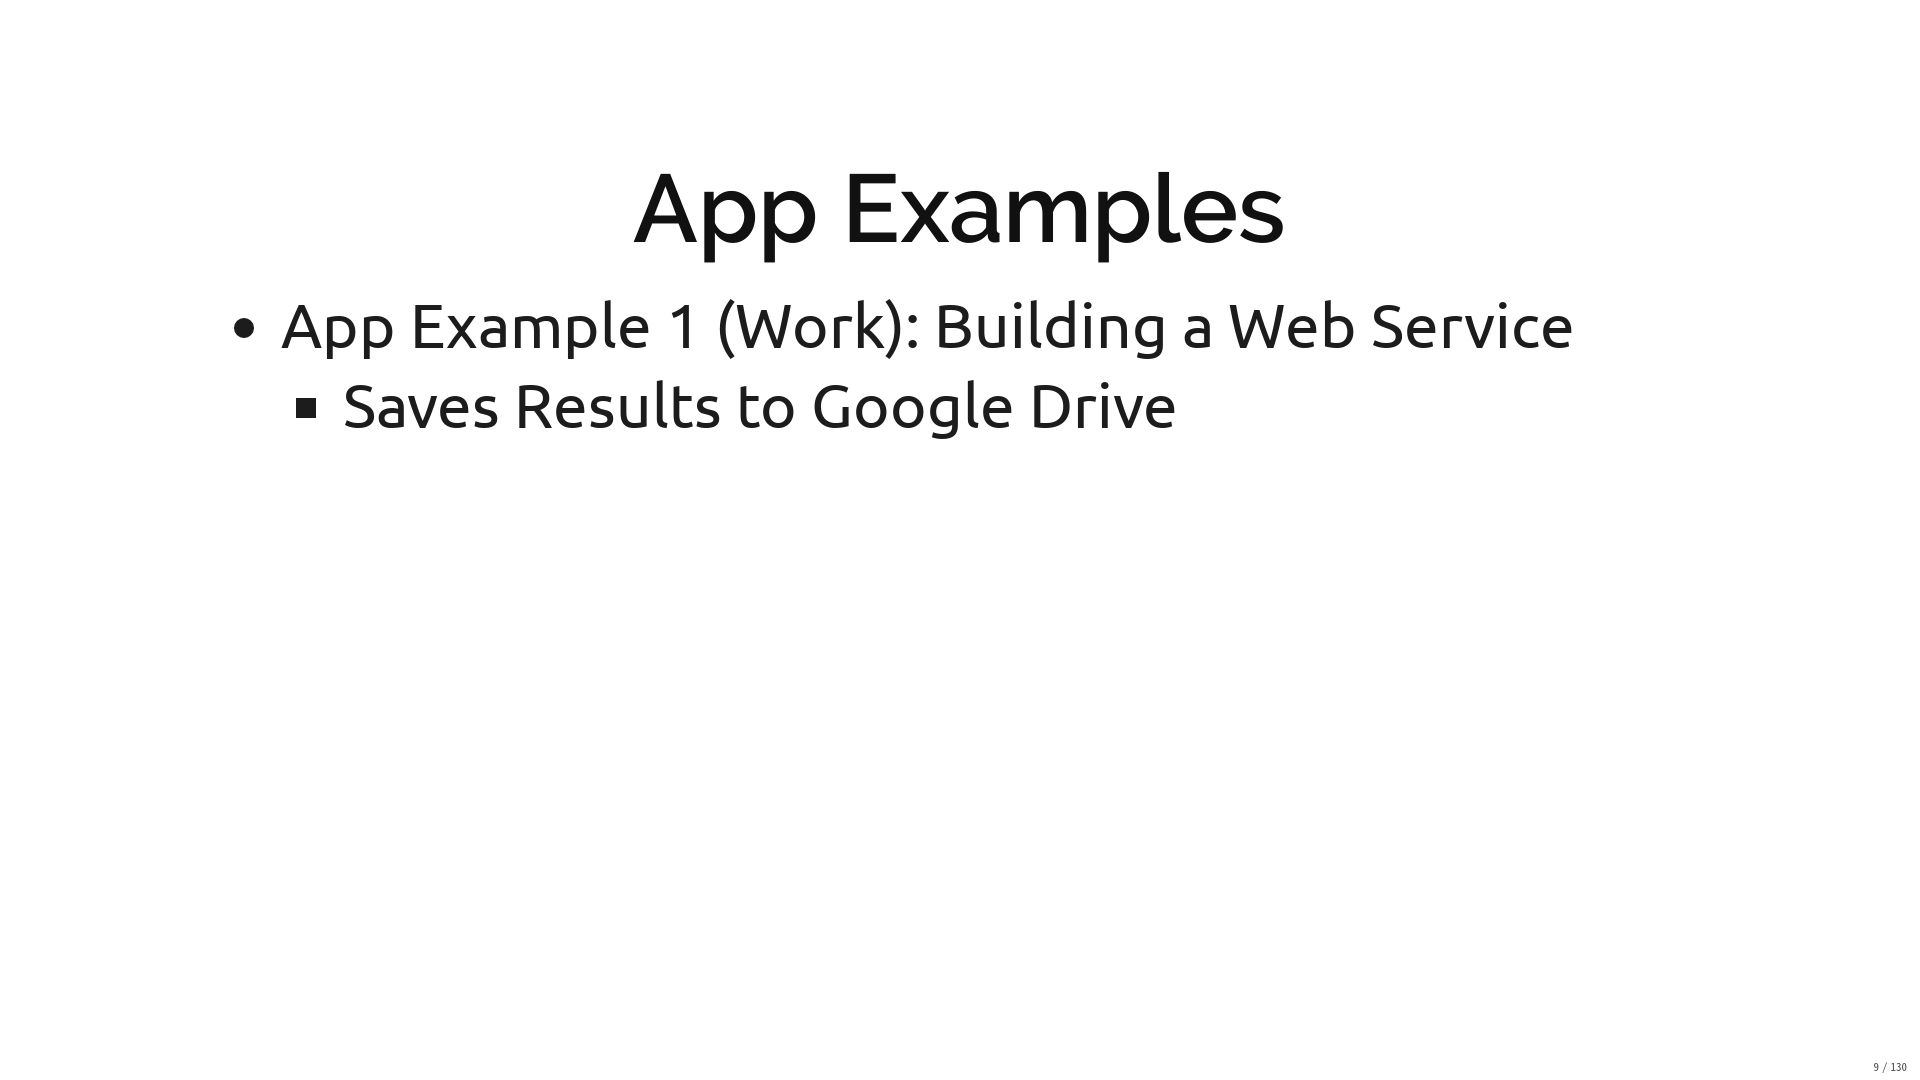 App Examples
App Example 1 (Work): Building a Web Service
Saves Results to Google Drive
9 / 130